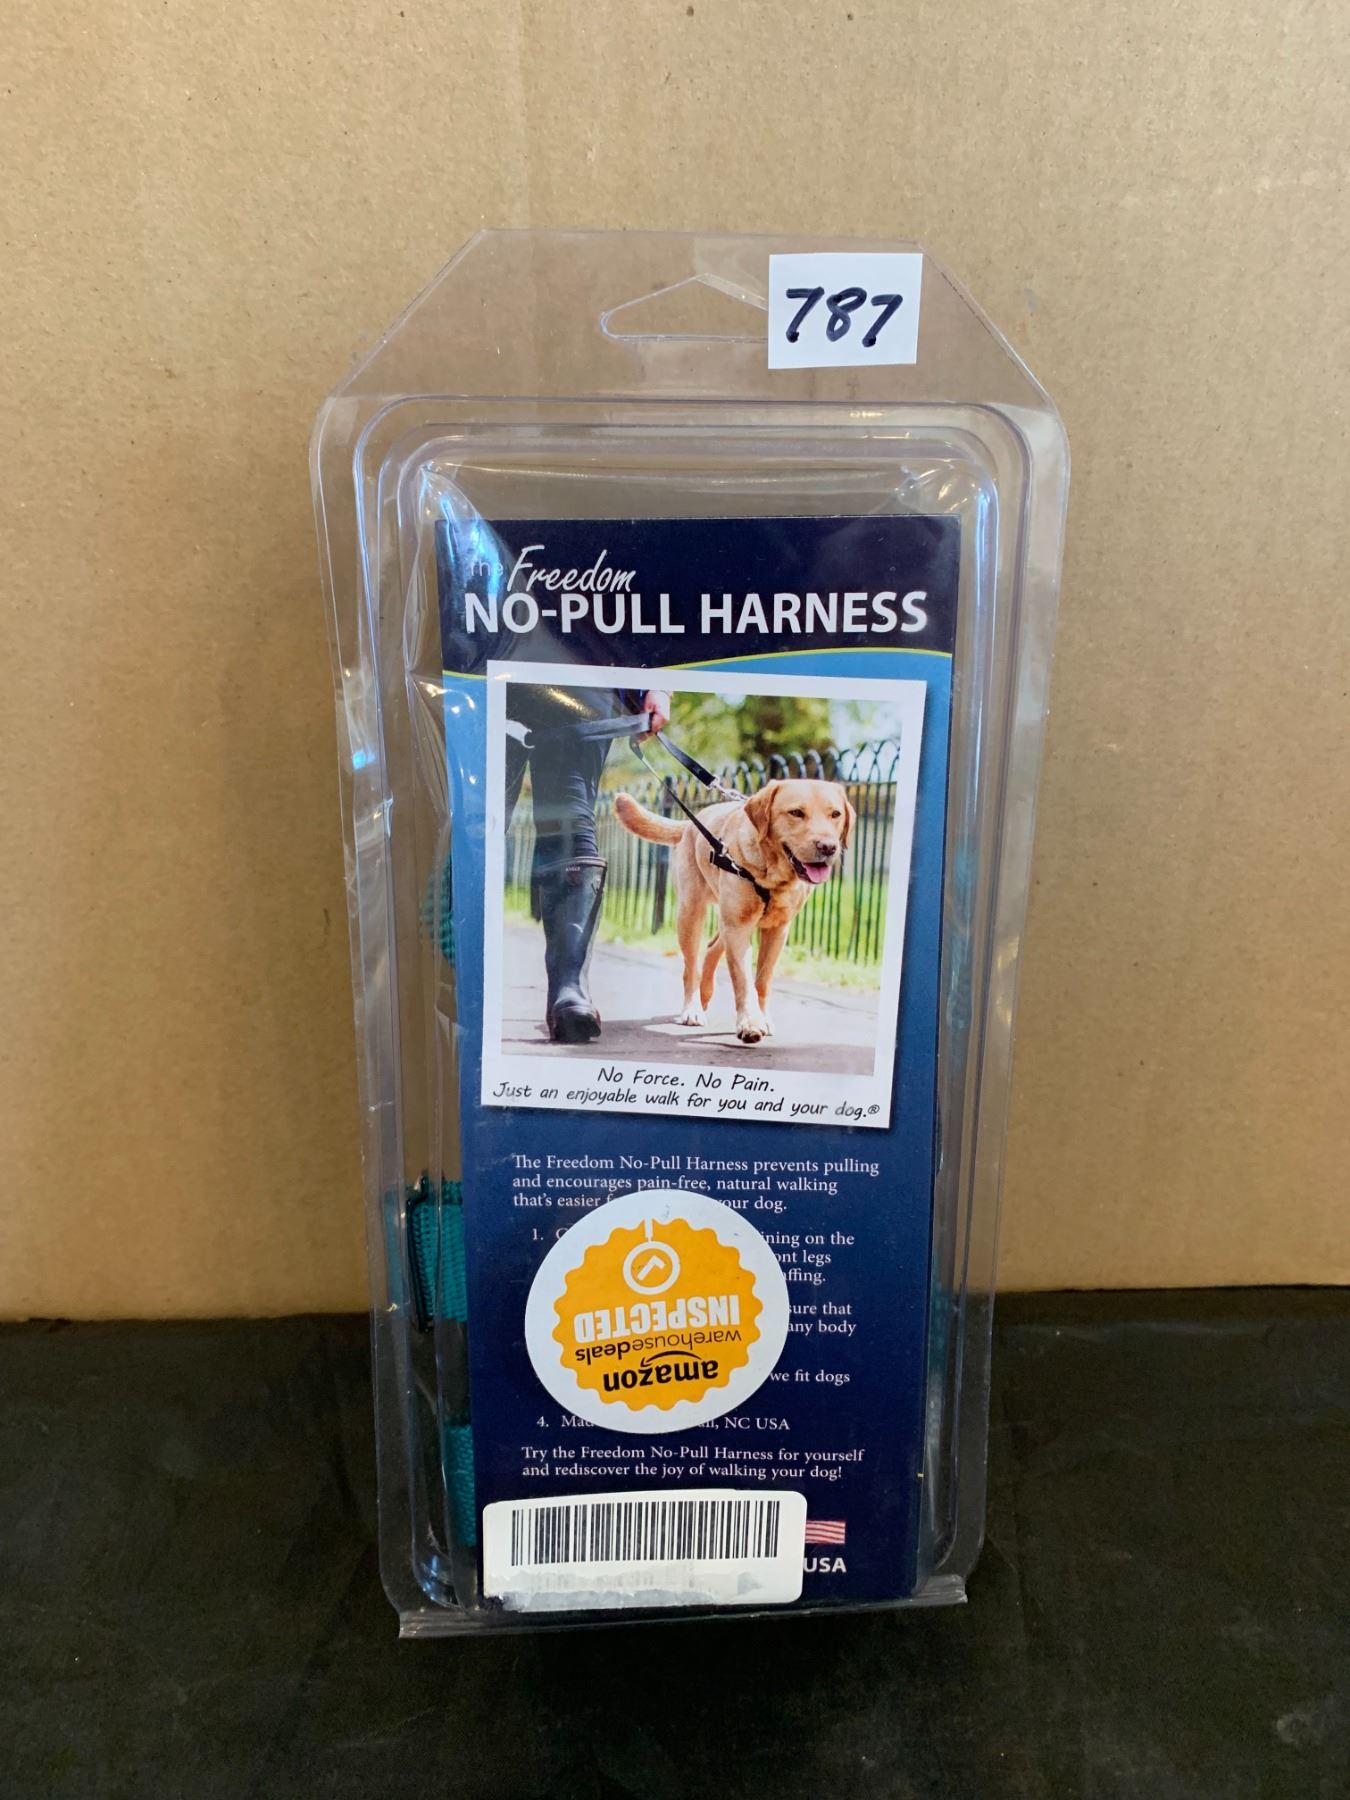 787
The Freedom
NO-PULL HARNESS
No Force. No Pain.
Just an enjoyable walk for you and your dog.®
The Freedom No-Pull Harness prevents pulling
and encourages pain-free, natural walking
that's easier your dog.
1. on the
legs
sure that
any body
we fit dogs
4. NC USA
Try the Freedom No-Pull Harness for yourself
and rediscover the joy of walking your dog!
amazon
warehousedeals
INSPECTED
USA